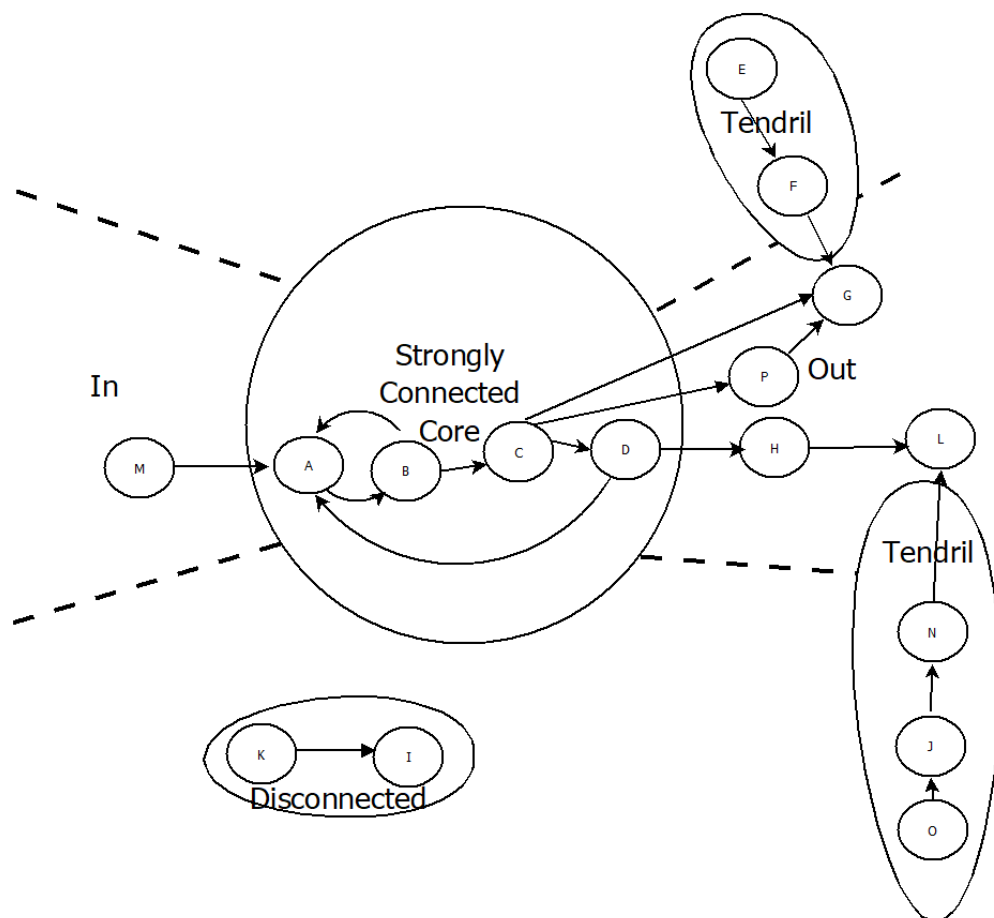 E
Tendril
F
G
Strongly
Connected
Core
In
P
Out
M
A
B
C
D
H
L
Tendril
N
K
I
Disconnected
J
O